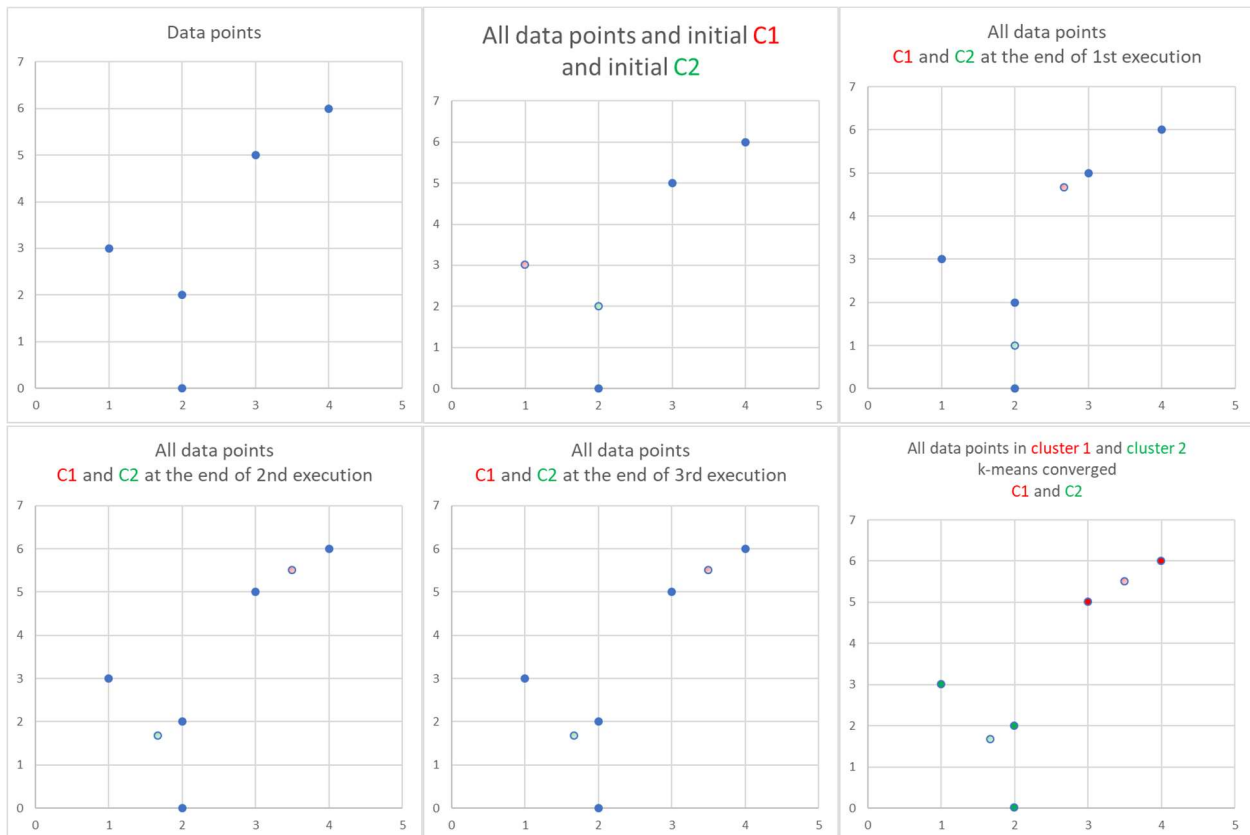 Data points
7
6
5
4
3
2
1
0
0 1 2 3 4 5
All data points and initial C1
and initial C2
7
6
5
4
3
2
1
0
0 1 2 3 4 5
All data points
C1 and C2 at the end of 1st execution
7
6
5
4
3
2
1
0
0 1 2 3 4 5
All data points
C1 and C2 at the end of 2nd execution
7
6
5
4
3
2
1
0
0 1 2 3 4 5
All data points
C1 and C2 at the end of 3rd execution
7
6
5
4
3
2
1
0
0 1 2 3 4 5
All data points in cluster 1 and cluster 2
k-means converged
C1 and C2
7
6
5
4
3
2
1
0
0 1 2 3 4 5